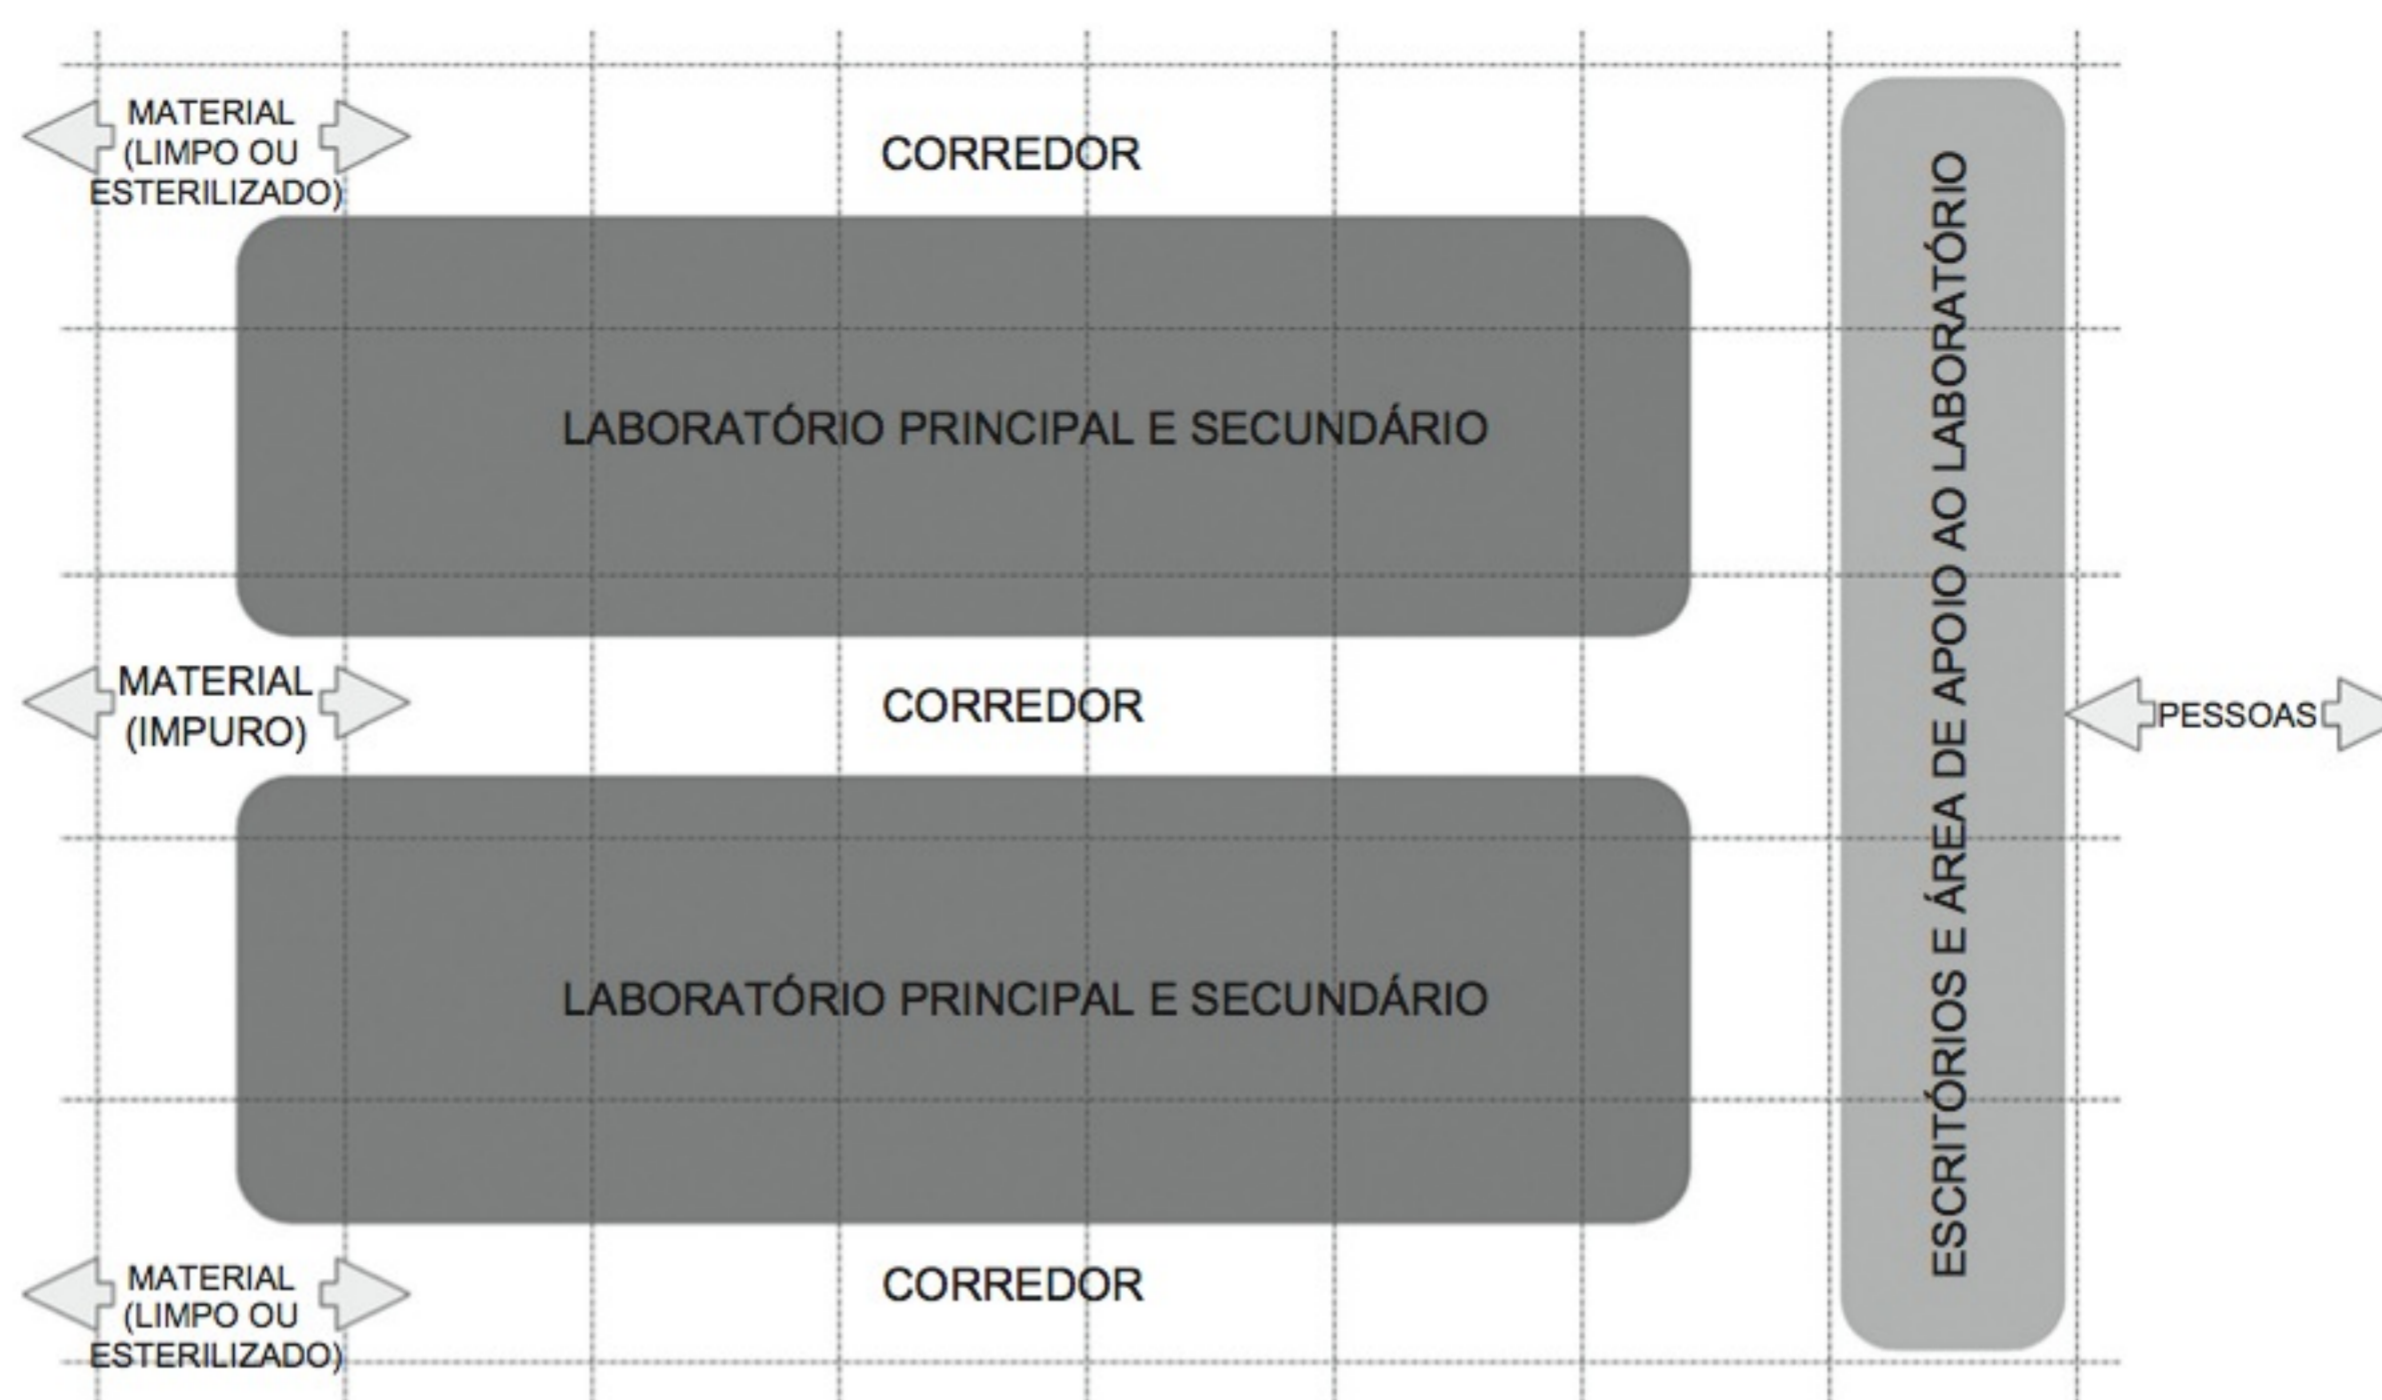 MATERIAL
(LIMPO OU
ESTERILIZADO)
CORREDOR
LABORATÓRIO PRINCIPAL E SECUNDÁRIO
MATERIAL
(IMPURO)
CORREDOR
LABORATÓRIO PRINCIPAL E SECUNDÁRIO
MATERIAL
(LIMPO OU
ESTERILIZADO)
CORREDOR
ESCRITÓRIOS E ÁREA DE APOIO AO LABORATÓRIO
PESSOAS